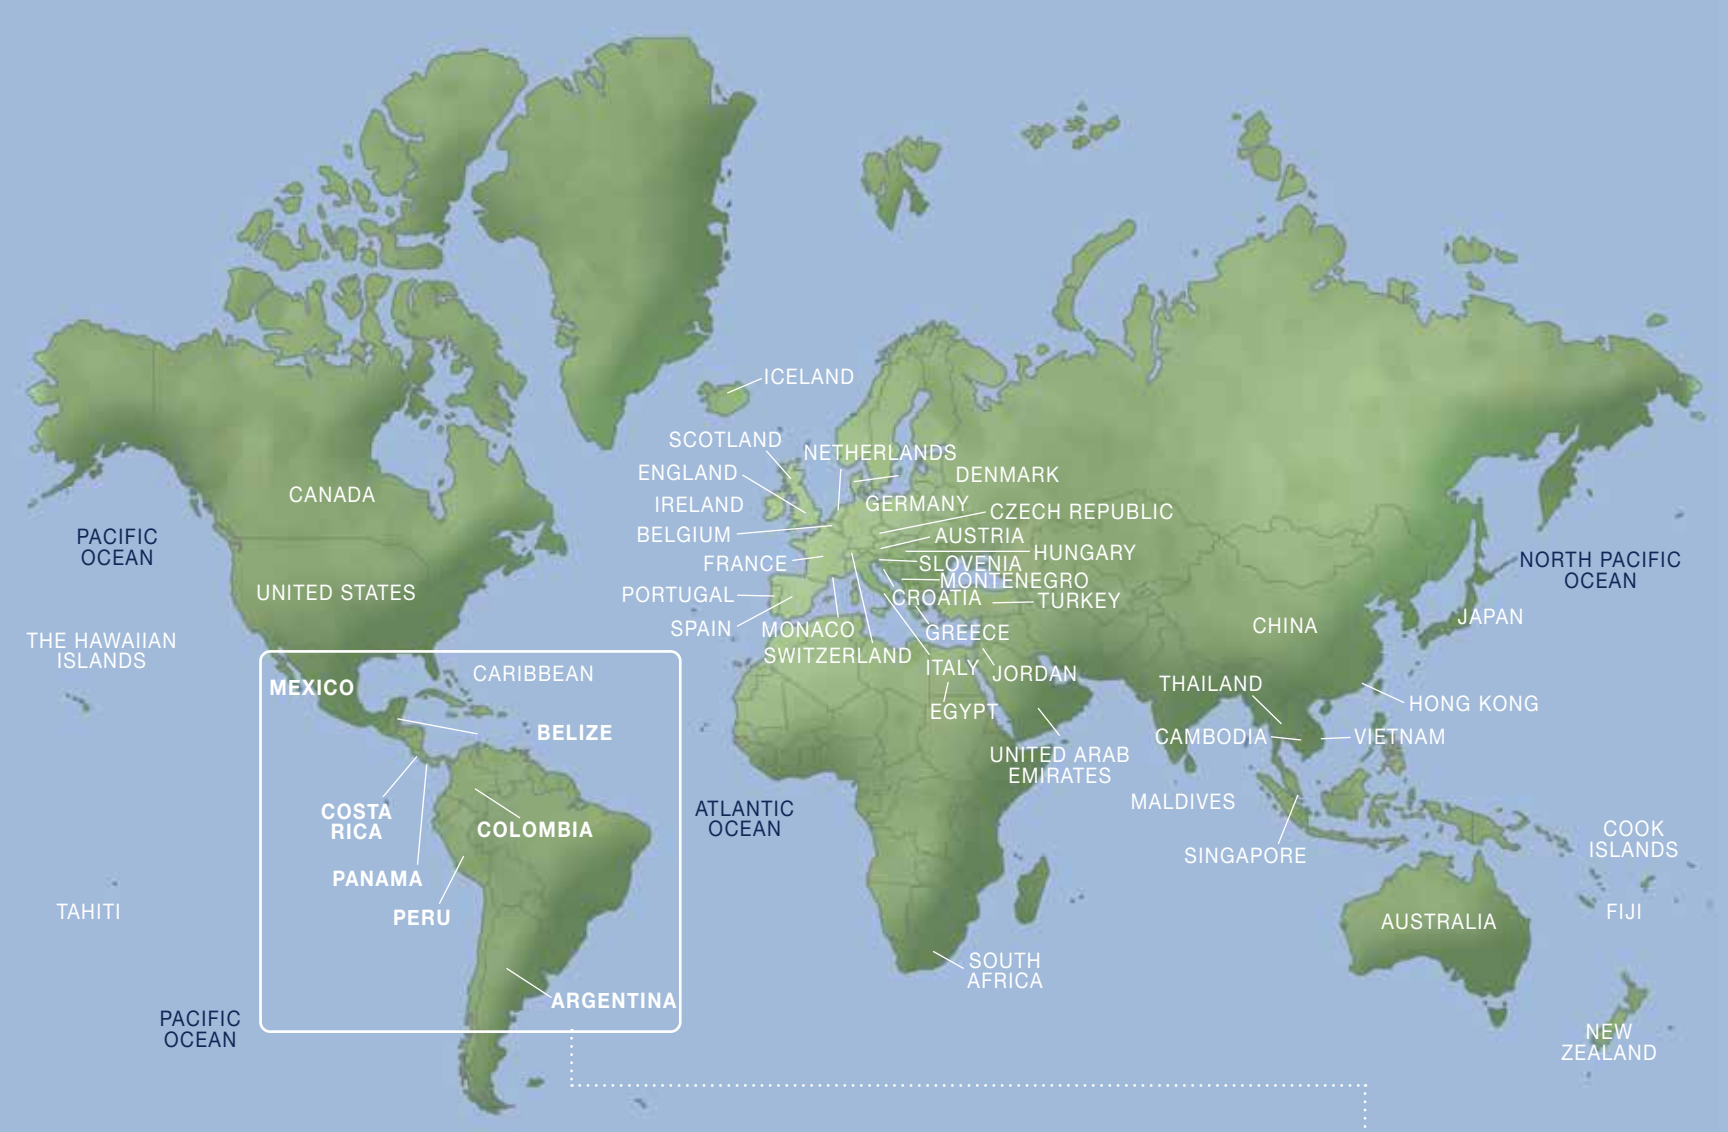 ICELAND
SCOTLAND
NETHERLANDS
ENGLAND
DENMARK
CANADA
IRELAND
GERMANY
CZECH REPUBLIC
PACIFIC
OCEAN
BELGIUM
AUSTRIA
HUNGARY
FRANCE
SLOVENIA
NORTH PACIFIC
OCEAN
MONTENEGRO
UNITED STATES
PORTUGAL
CROATIA
TURKEY
JAPAN
CHINA
SPAIN
MONACO
GREECE
THE HAWAIIAN
ISLANDS
SWITZERLAND
ITALY
JORDAN
CARIBBEAN
MEXICO
THAILAND
HONG KONG
EGYPT
BELIZE
CAMBODIA
VIETNAM
UNITED ARAB
EMIRATES
MALDIVES
COSTA
RICA
COLOMBIA
ATLANTIC
OCEAN
COOK
ISLANDS
SINGAPORE
PANAMA
TAHITI
PERU
FIJI
AUSTRALIA
SOUTH
AFRICA
ARGENTINA
PACIFIC
OCEAN
NEW
ZEALAND